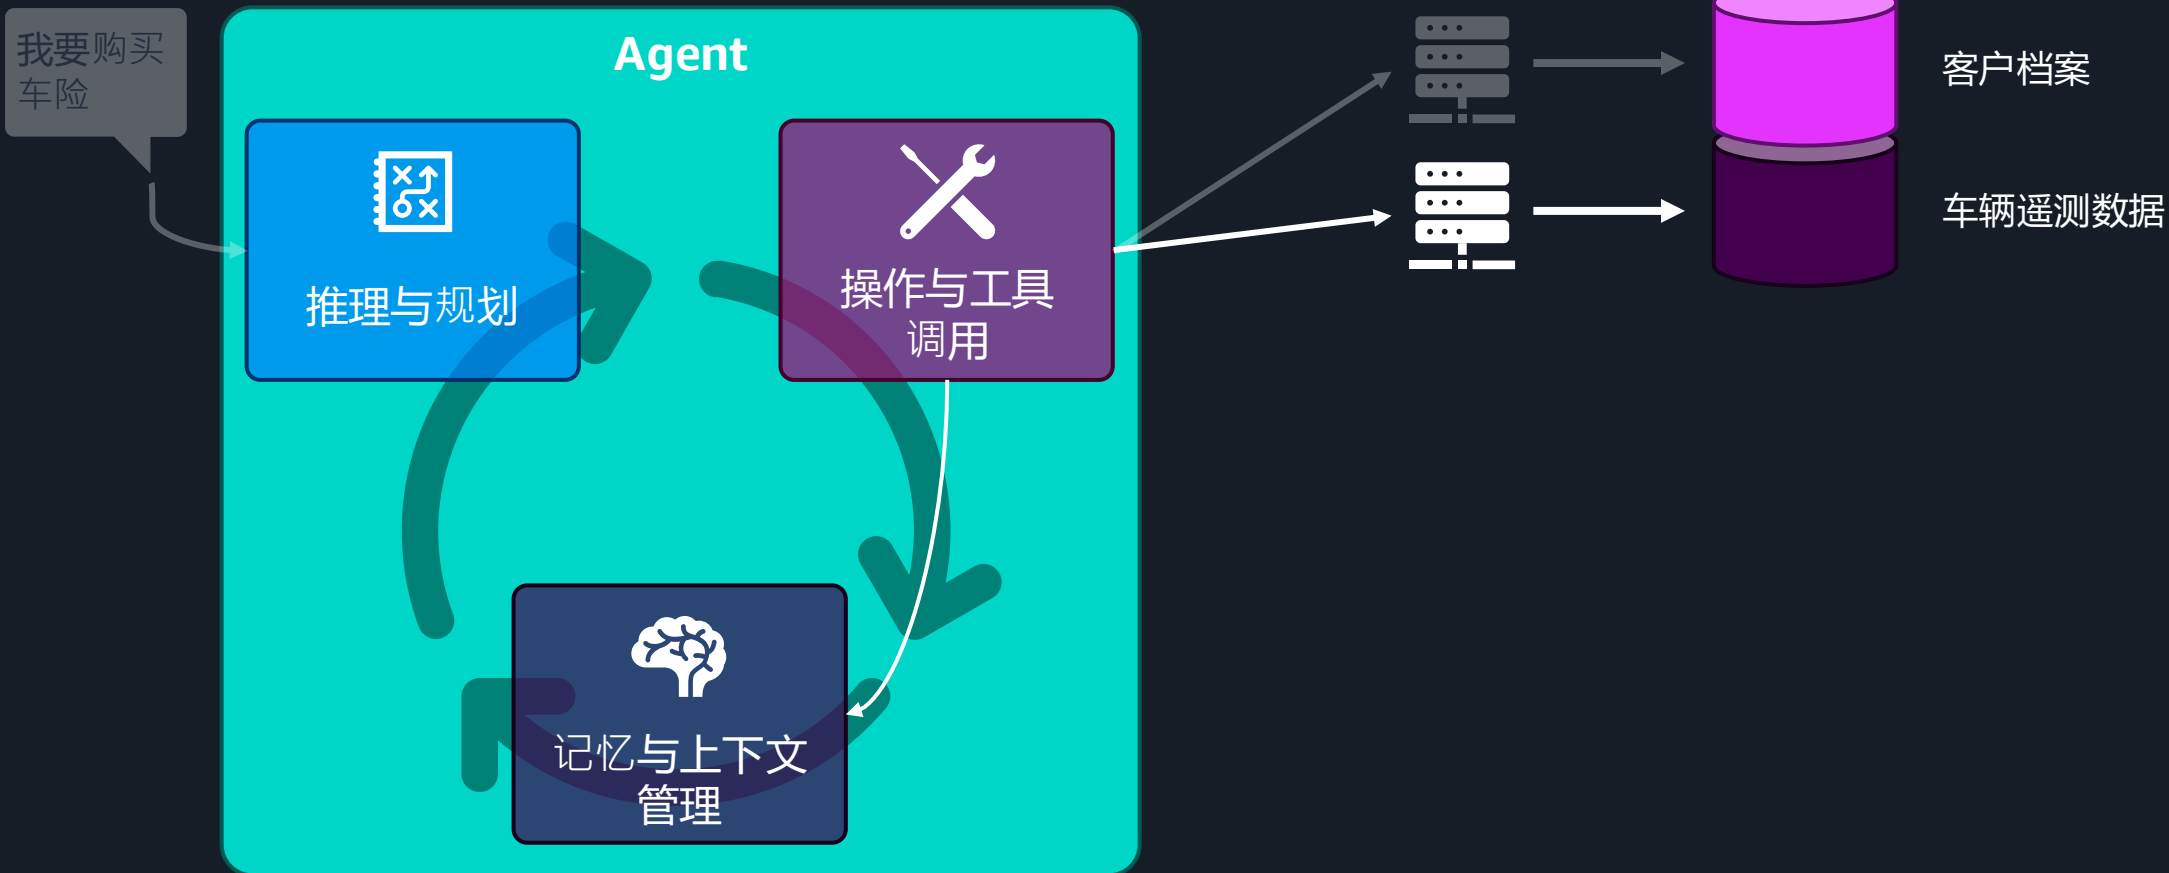 我要购买
车险
Agent
推理与规划
操作与工具
调用
记忆与上下文
管理
客户档案
车辆遥测数据